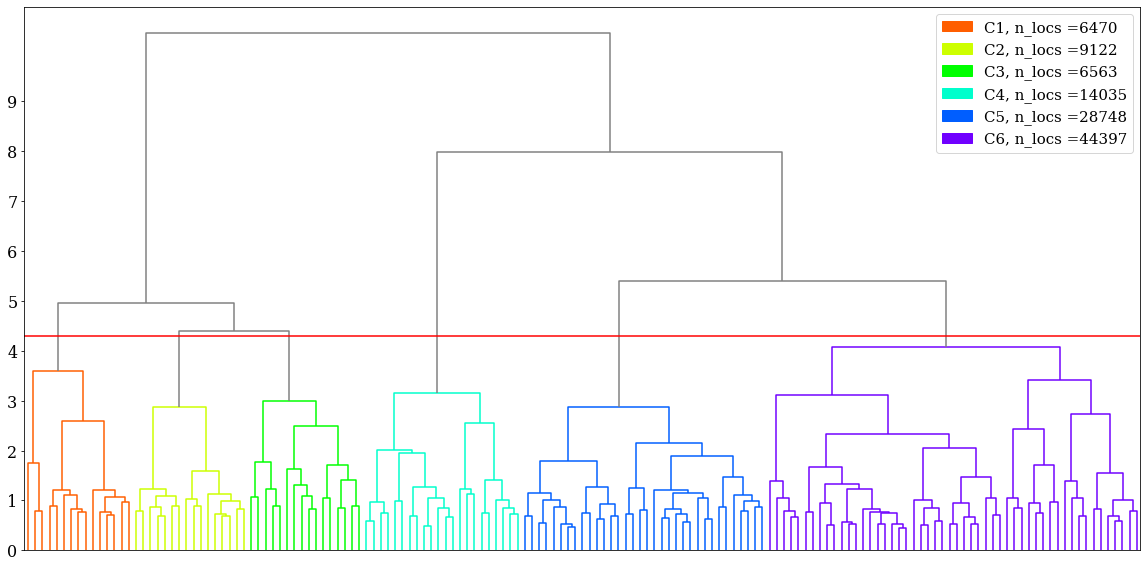 C1, n_locs =6470
C2, n_locs =9122
C3, n_locs =6563
C4, n_locs =14035
C5, n_locs =28748
C6, n_locs =44397
9
8
7
6
5
4
3
2
1
0